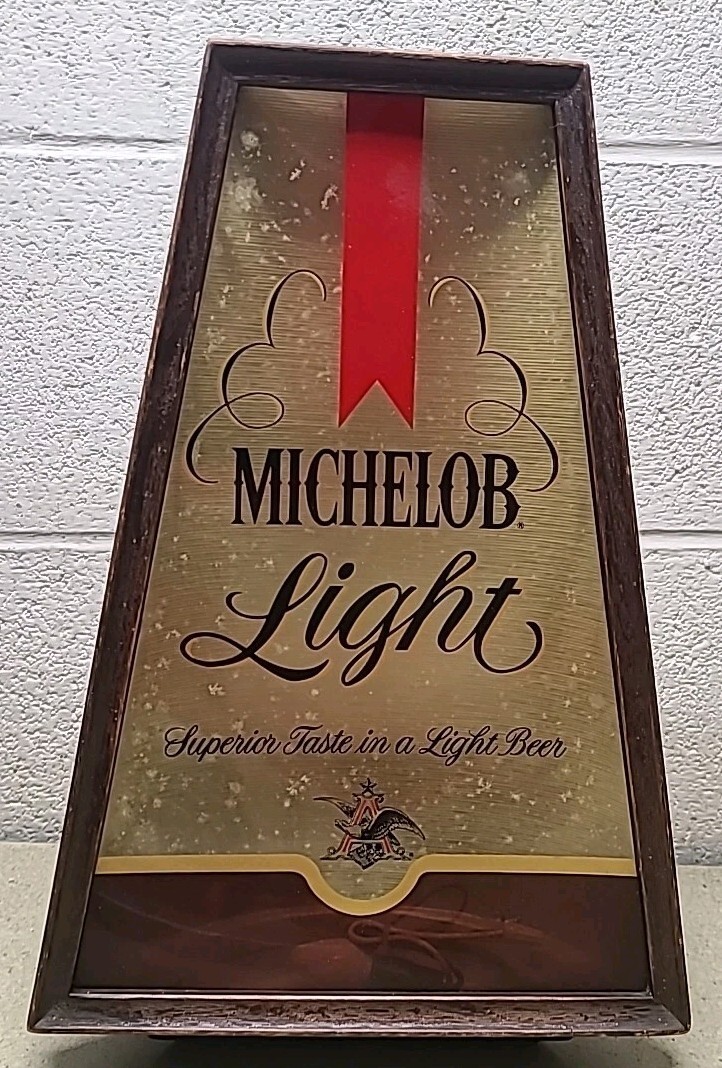 MICHELOB®
Light
Superior Taste in a Light Beer
A